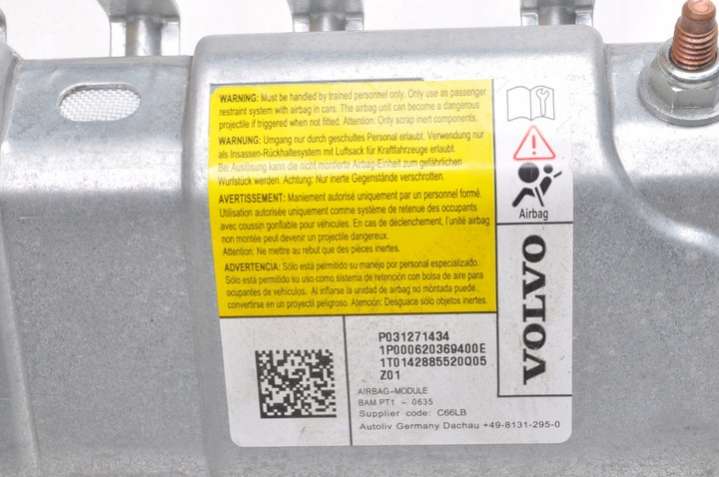 WARNING: Must be handled by trained personnel only. Only use as passenger
restraint system with airbag in cars. The airbag unit can become a dangerous
projectile if triggered when not fitted. Attention: Only scrap inert components.
WARNUNG: Umgang nur durch geschultes Personal erlaubt. Verwendung nur
als Insassen-Rückhaltesystem mit Luftsack für Kraftfahrzeuge erlaubt.
Bei Auslösung kann die nicht montierte Airbag-Einheit zum gefährlichen
Wurfstück werden. Achtung: Nur inerte Gegenstände verschrotten.
AVERTISSEMENT: Maniement autorisé uniquement par un personnel formé.
Utilisation autorisée uniquement comme système de retenue des occupants
avec coussin gonflable pour véhicules. En cas de déclenchement, l'unité airbag
non montée peut devenir un projectile dangereux.
Attention: Ne mettre au rebut que des pièces inertes.
ADVERTENCIA: Sólo está permitido su manejo por personal especializado.
Sólo está permitido su uso como sistema de retención con bolsa de aire para
ocupantes de vehículos. Al inflarse la unidad de airbag no montada puede
convertirse en un proyectil peligroso. Atención: Desguace sólo objetos inertes.
Airbag
VOLVO
P031271434
1P000620369400E
1T0142885520Q05
Z01
AIRBAG-MODULE
BAM PT1 - 0635
Supplier code: C66LB
Autoliv Germany Dachau +49-8131-295-0